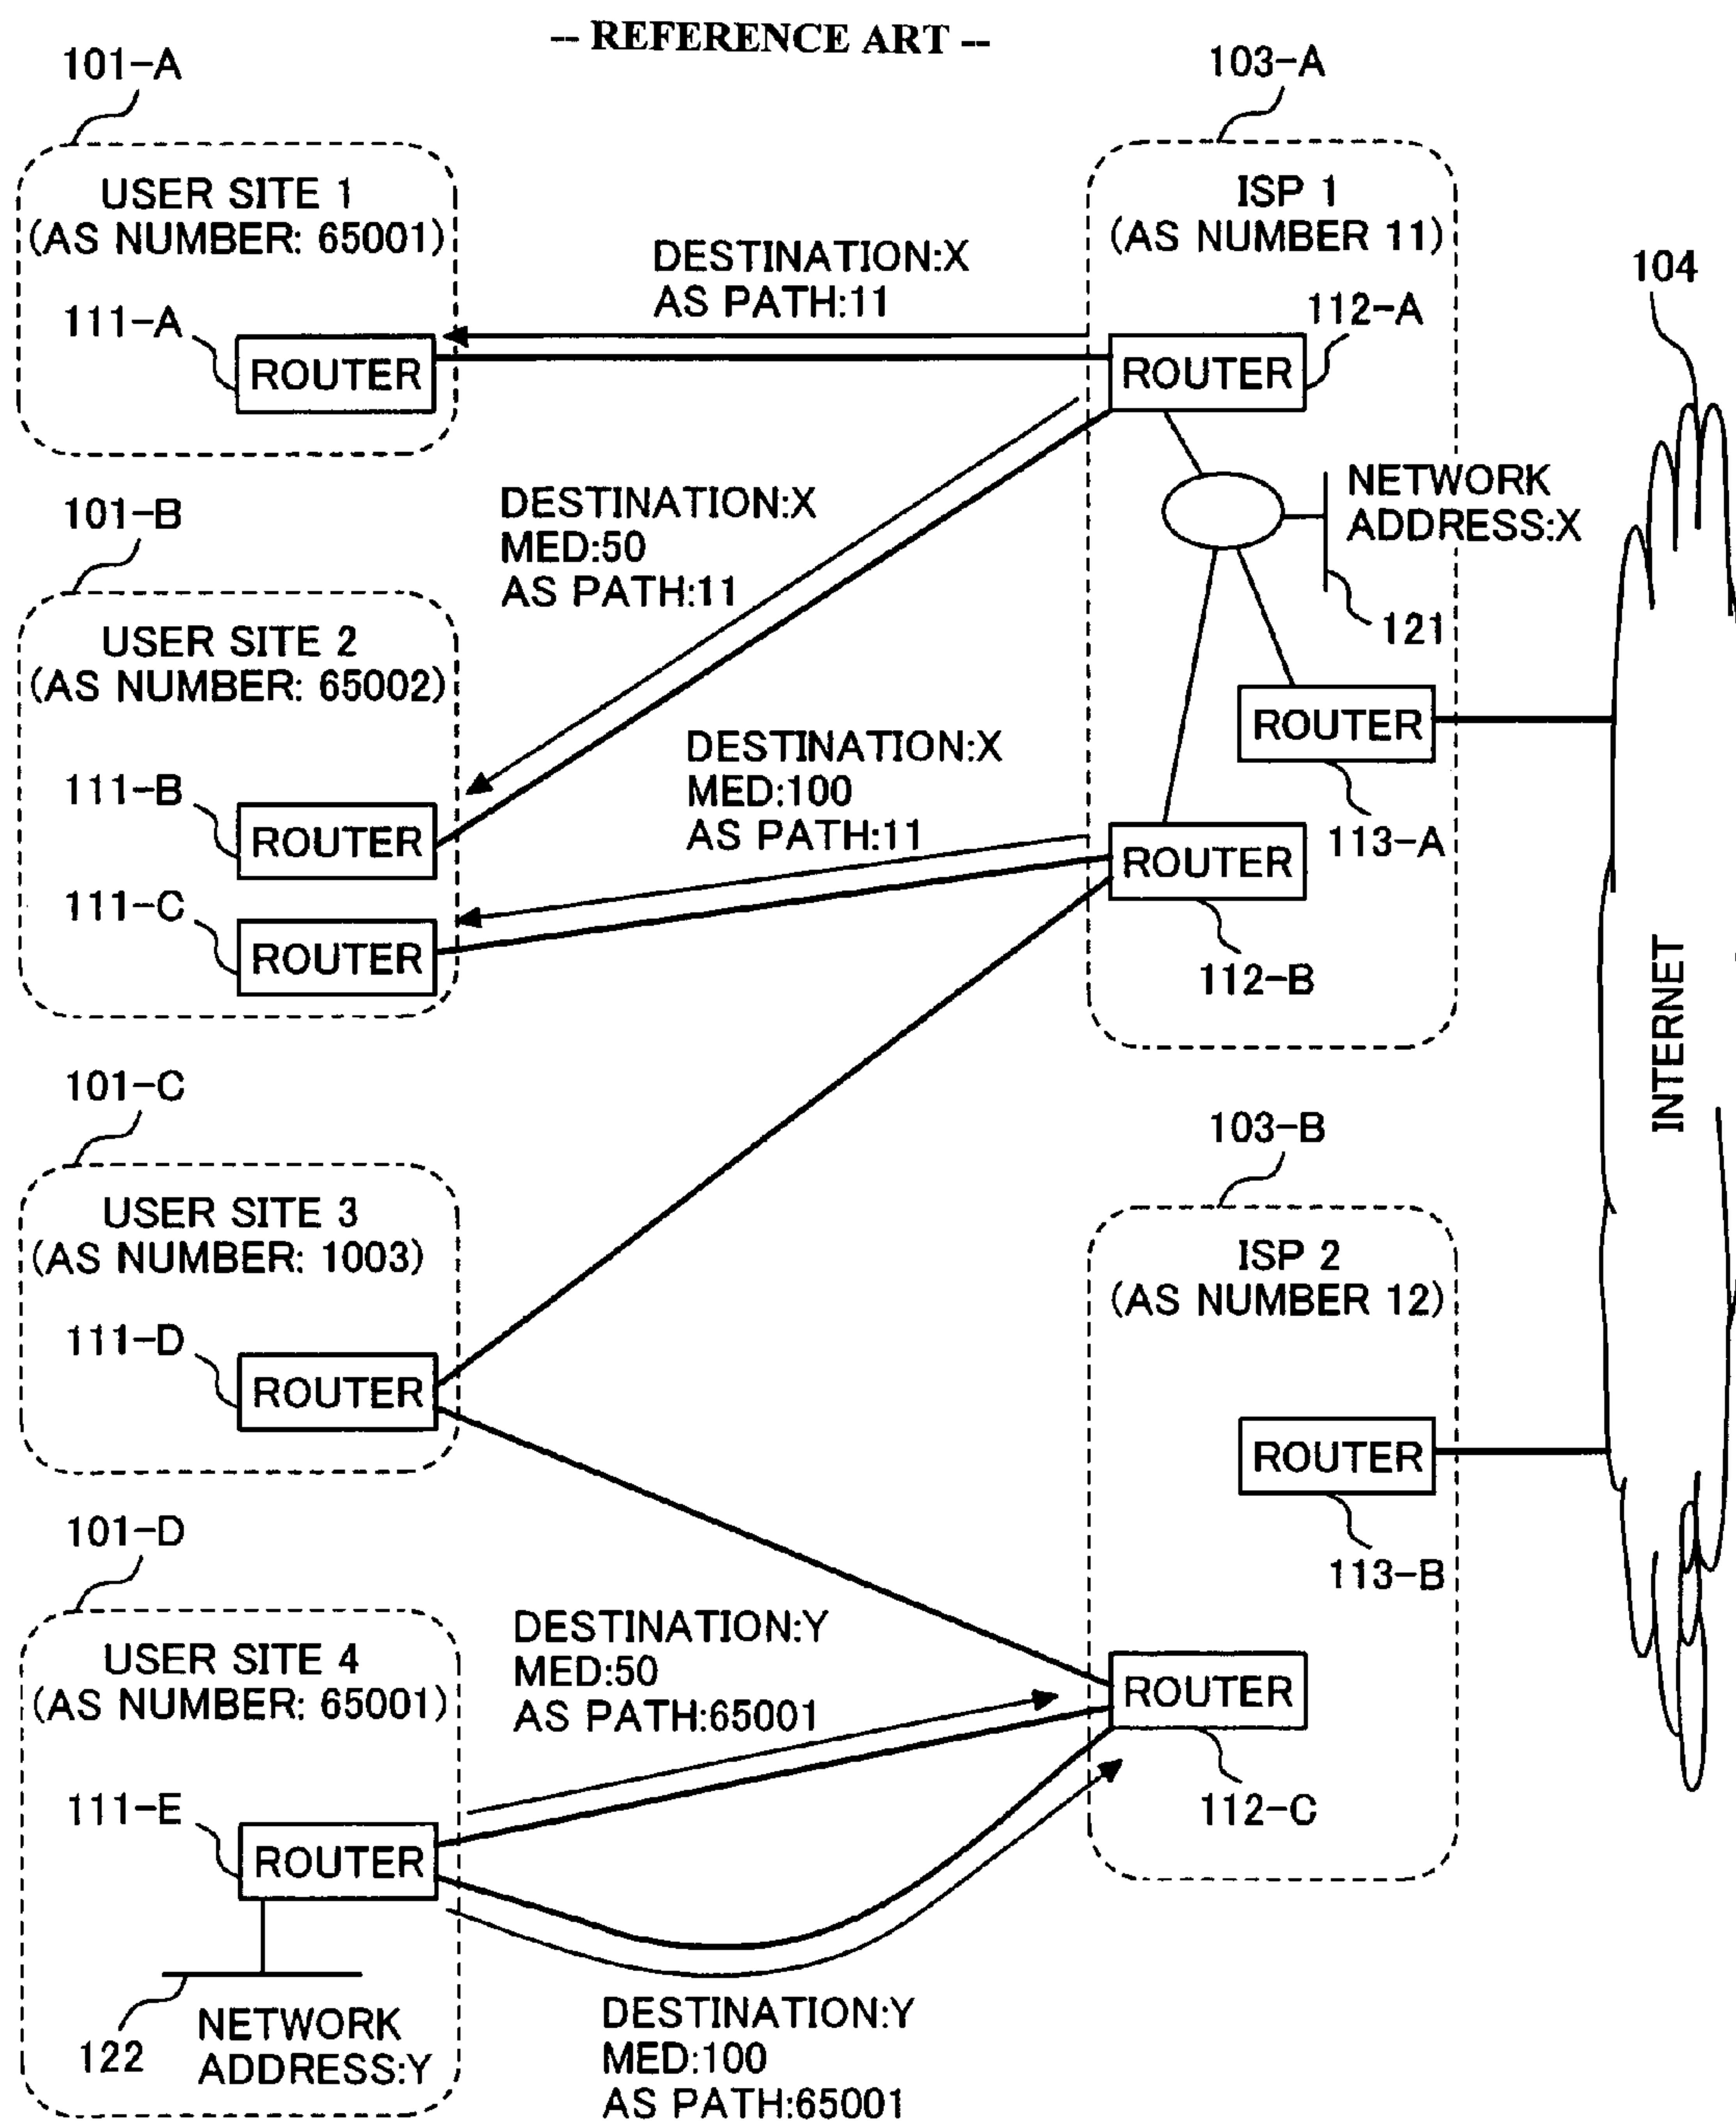 -- REFERENCE ART --
101-A
103-A
USER SITE 1
(AS NUMBER: 65001)
ISP 1
(AS NUMBER 11)
DESTINATION:X
AS PATH:11
104
111-A
ROUTER
112-A
ROUTER
101-B
DESTINATION:X
MED:50
AS PATH:11
NETWORK
ADDRESS:X
121
USER SITE 2
(AS NUMBER: 65002)
DESTINATION:X
MED:100
AS PATH:11
ROUTER
113-A
111-B
ROUTER
ROUTER
112-B
111-C
ROUTER
INTERNET
101-C
103-B
USER SITE 3
(AS NUMBER: 1003)
ISP 2
(AS NUMBER 12)
111-D
ROUTER
ROUTER
113-B
101-D
USER SITE 4
(AS NUMBER: 65001)
DESTINATION:Y
MED:50
AS PATH:65001
ROUTER
112-C
111-E
ROUTER
122
NETWORK
ADDRESS:Y
DESTINATION:Y
MED:100
AS PATH:65001